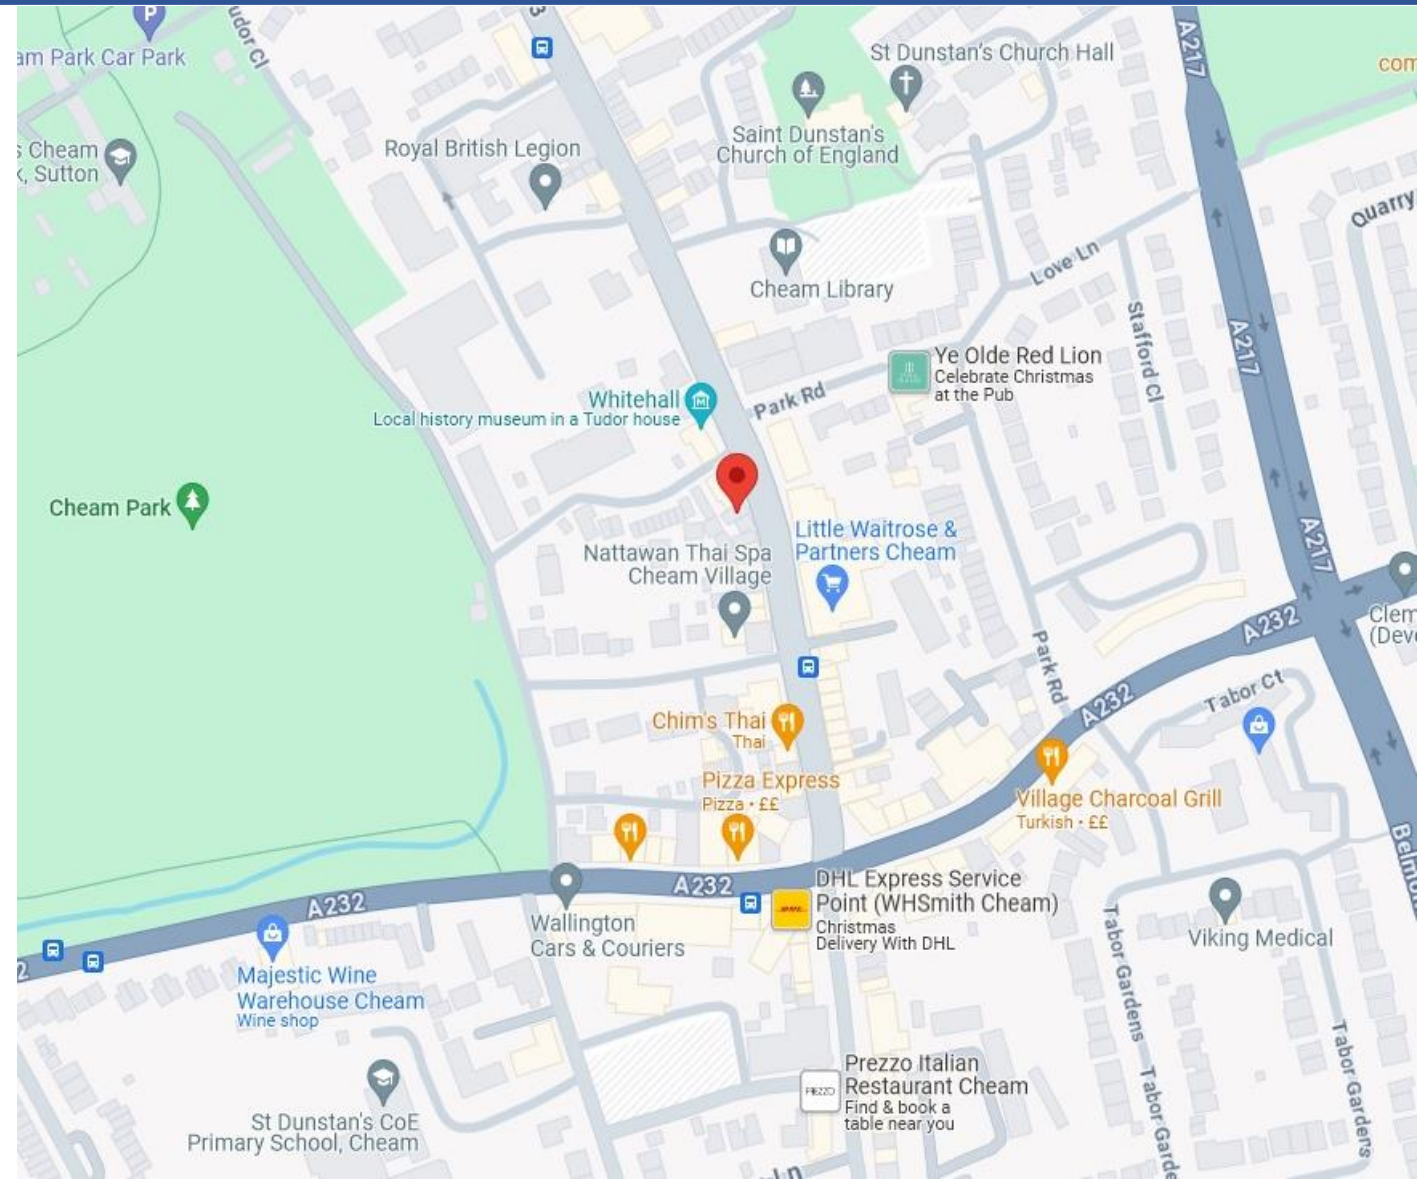 P
am Park Car Park
udor Cl
3
A217
St Dunstan's Church Hall
com
s Cheam
k, Sutton
Royal British Legion
Saint Dunstan's
Church of England
Quarry
Love Ln
Cheam Library
Stafford Cl
A217
Ye Olde Red Lion
Celebrate Christmas
at the Pub
Whitehall
Local history museum in a Tudor house
M
Park Rd
Cheam Park
Little Waitrose &
Partners Cheam
A217
Nattawan Thai Spa
Cheam Village
Clem
(Deve
A232
Park Rd
Tabor Ct
A232
Chim's Thai
Thai
Pizza Express
Pizza • ££
Village Charcoal Grill
Turkish • ££
Belmo
A232
A232
DHL Express Service
Point (WHSmith Cheam)
Christmas
Delivery With DHL
Wallington
Cars & Couriers
Viking Medical
2
Majestic Wine
Warehouse Cheam
Wine shop
Tabor Gardens
Tabor Gardens
Tabor Garde
Prezzo Italian
Restaurant Cheam
Find & book a
table near you
PREZZO
St Dunstan's CoE
Primary School, Cheam
Ln